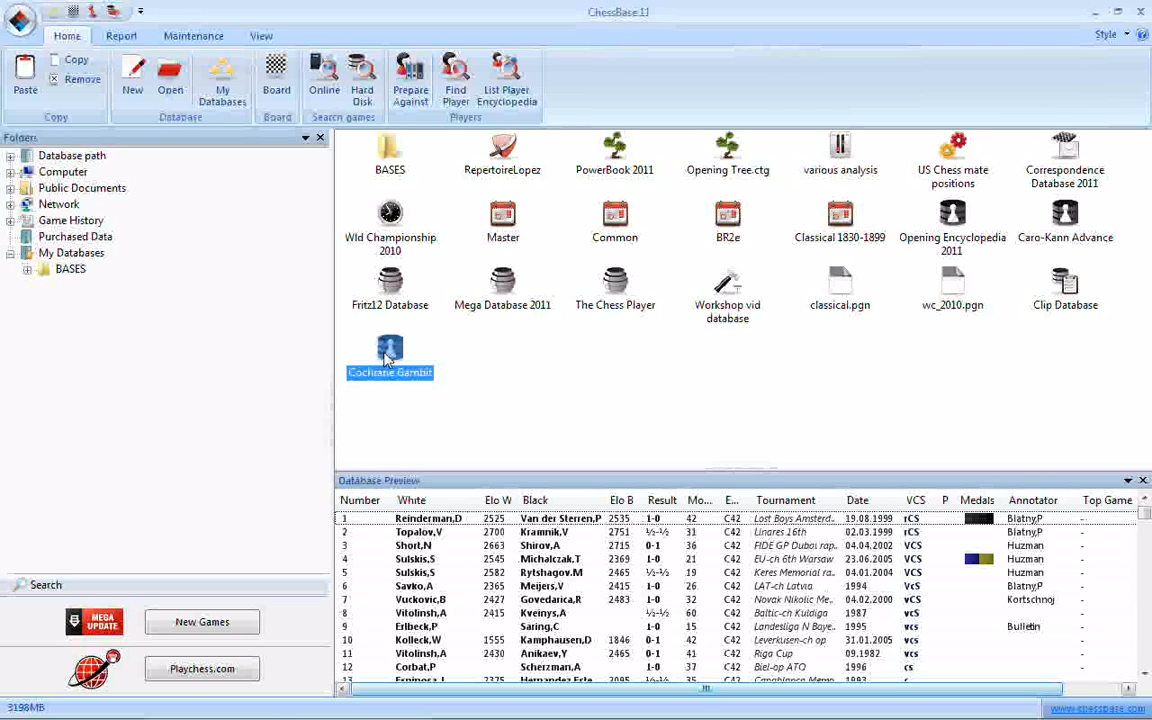 ChessBase 11
Home Report Maintenance View Style
Paste Copy Remove New Open My Databases Board Online Hard Disk Prepare Against Find Player List Player Encyclopedia
Copy Database Board Search games Players
Folders
Database path
Computer
Public Documents
Network
Game History
Purchased Data
My Databases
BASES
Search
MEGA UPDATE New Games
Playchess.com
BASES RepertoireLopez PowerBook 2011 Opening Tree.ctg various analysis US Chess mate positions Correspondence Database 2011
Wld Championship 2010 Master Common BR2e Classical 1830-1899 Opening Encyclopedia 2011 Caro-Kann Advance
Fritz12 Database Mega Database 2011 The Chess Player Workshop vid database classical.pgn wc_2010.pgn Clip Database
Cochrane Gambit
Database Preview
Number White Elo W Black Elo B Result Mo... E... Tournament Date VCS P Medals Annotator Top Game
1 Reinderman,D 2525 Van der Sterren,P 2535 1-0 42 C42 Lost Boys Amsterd.. 19.08.1999 rCS Blatny,P -
2 Topalov,V 2700 Kramnik,V 2751 ½-½ 31 C42 Linares 16th 02.03.1999 rCS Blatny,P -
3 Short,N 2663 Shirov,A 2715 0-1 36 C42 FIDE GP Dubai rap.. 04.04.2002 VCS Huzman -
4 Sulskis,S 2545 Michalczak,T 2369 1-0 21 C42 EU-ch 6th Warsaw 23.06.2005 VCS Huzman -
5 Sulskis,S 2582 Rytshagov,M 2465 ½-½ 19 C42 Keres Memorial ra.. 04.01.2004 VCS Huzman -
6 Savko,A 2365 Meijers,V 2415 1-0 26 C42 LAT-ch Latvia 1994 VcS -
7 Vuckovic,B 2427 Govedarica,R 2483 1-0 32 C42 Novak Nikolic Me.. 04.02.2000 VCS Kortschnoj -
8 Vitolinsh,A 2415 Kveinys,A ½-½ 60 C42 Baltic-ch Kuldiga 1987 vcS -
9 Erlbeck,P Saring,C 1-0 15 C42 Landesliga N Baye.. 1989 vcs Bulletin -
10 Kolleck,W 1555 Kamphausen,D 1846 0-1 42 C42 Leverkusen-ch op 31.01.2005 vcs -
11 Vitolinsh,A 2430 Anikaev,Y 2465 0-1 41 C42 Riga Cup 09.1982 vvs -
12 Corbat,P Scherzman,A 1-0 37 C42 Biel-op ATO 1996 cs -
3198MB www.chessbase.com